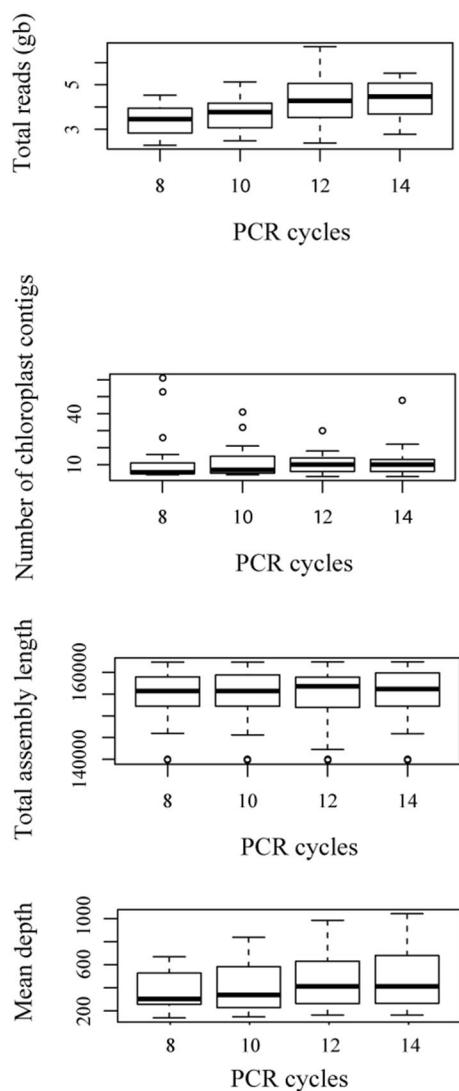 Total reads (gb)
5
3
8 10 12 14
PCR cycles
Number of chloroplast contigs
40
10
8 10 12 14
PCR cycles
Total assembly length
160000
140000
8 10 12 14
PCR cycles
Mean depth
1000
600
200
8 10 12 14
PCR cycles